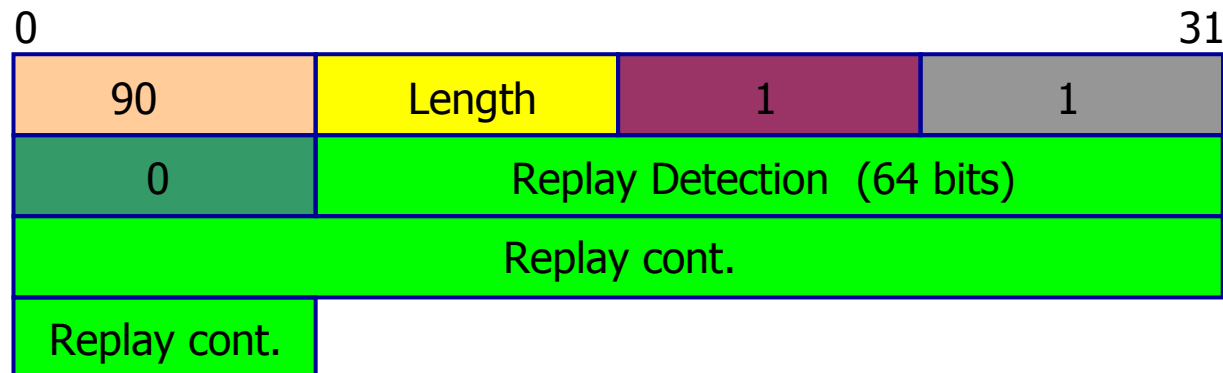 0 31
90 Length 1 1
0 Replay Detection (64 bits)
Replay cont.
Replay cont.